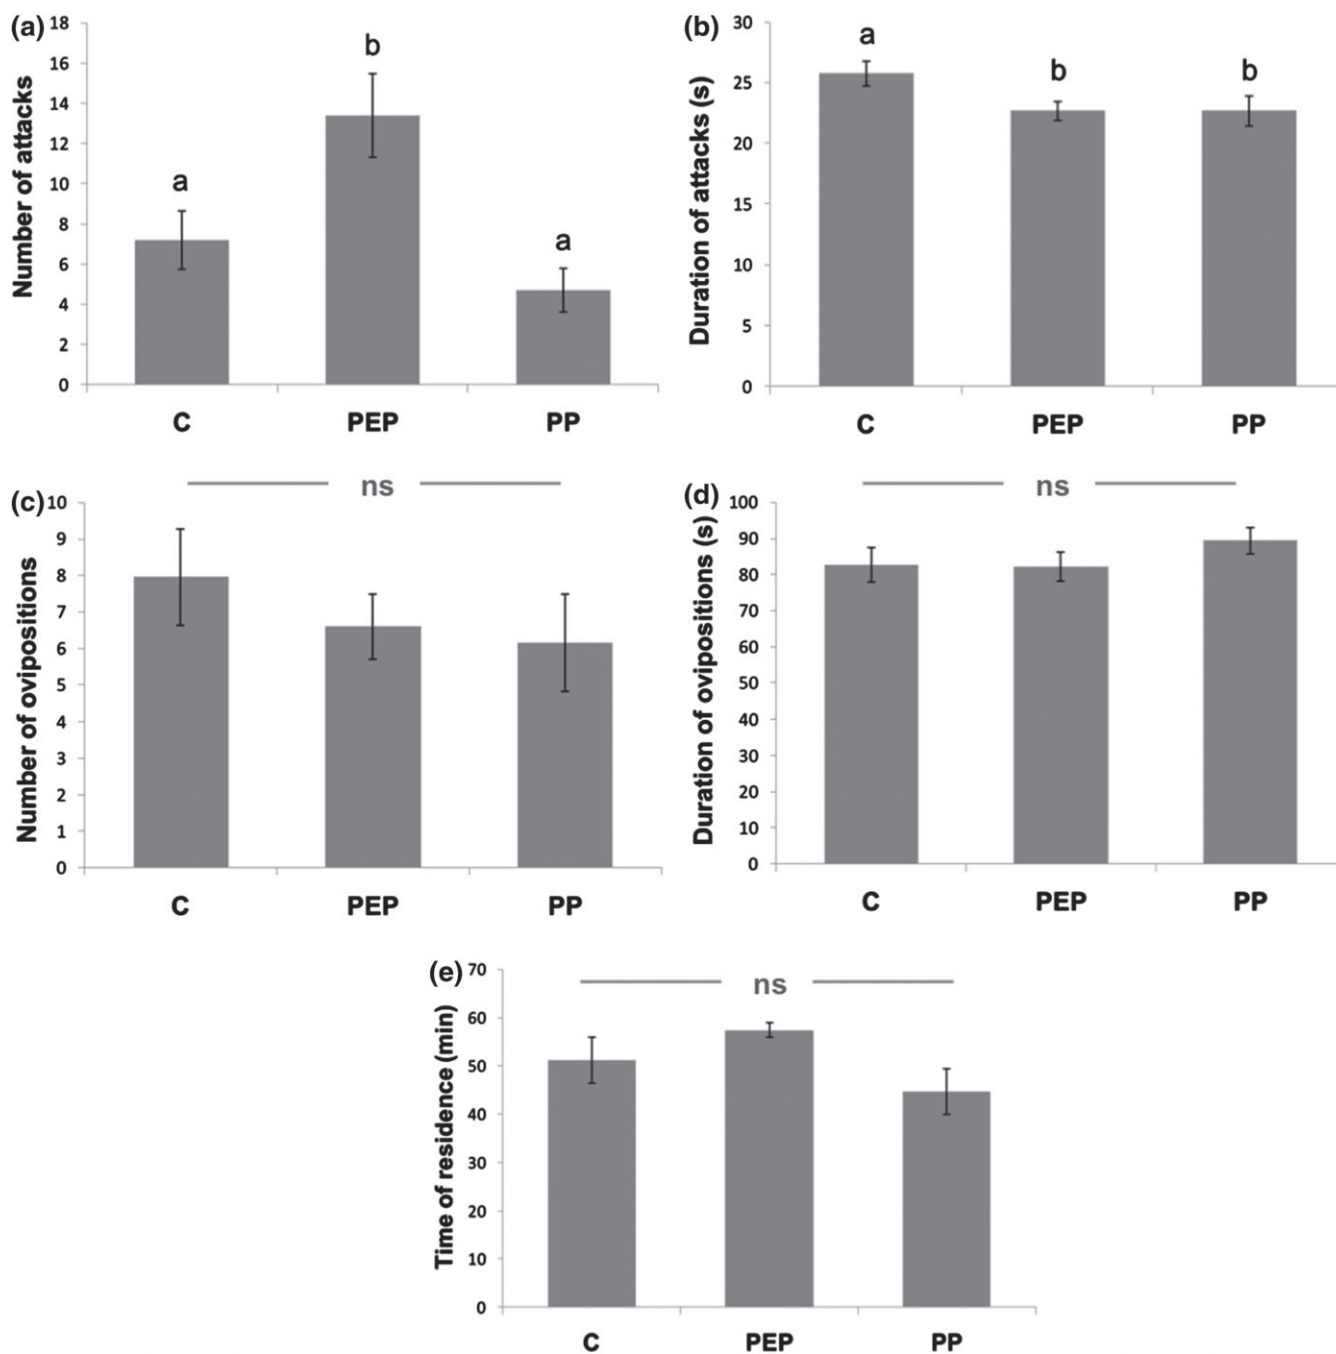 (a)
Number of attacks
18
16
14
12
10
8
6
4
2
0
a
b
a
C PEP PP
(b)
Duration of attacks (s)
30
25
20
15
10
5
0
a
b
b
C PEP PP
(c)
Number of ovipositions
10
9
8
7
6
5
4
3
2
1
0
ns
C PEP PP
(d)
Duration of ovipositions (s)
100
90
80
70
60
50
40
30
20
10
0
ns
C PEP PP
(e)
Time of residence (min)
70
60
50
40
30
20
10
0
ns
C PEP PP